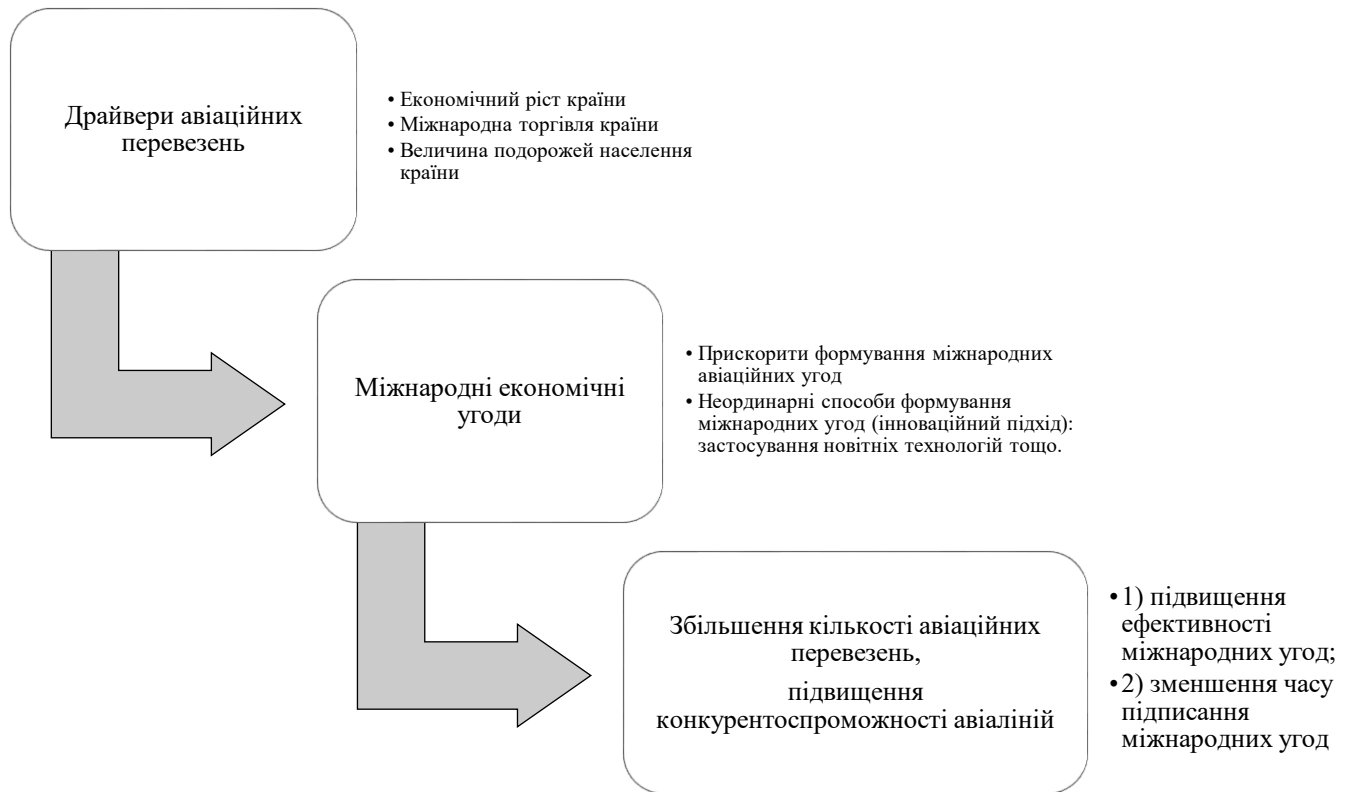 Драйвери авіаційних
перевезень
• Економічний ріст країни
• Міжнародна торгівля країни
• Величина подорожей населення
країни
Міжнародні економічні
угоди
• Прискорити формування міжнародних
авіаційних угод
• Неординарні способи формування
міжнародних угод (інноваційний підхід):
застосування новітніх технологій тощо.
Збільшення кількості авіаційних
перевезень,
підвищення
конкурентоспроможності авіаліній
•1) підвищення
ефективності
міжнародних угод;
•2) зменшення часу
підписання
міжнародних угод